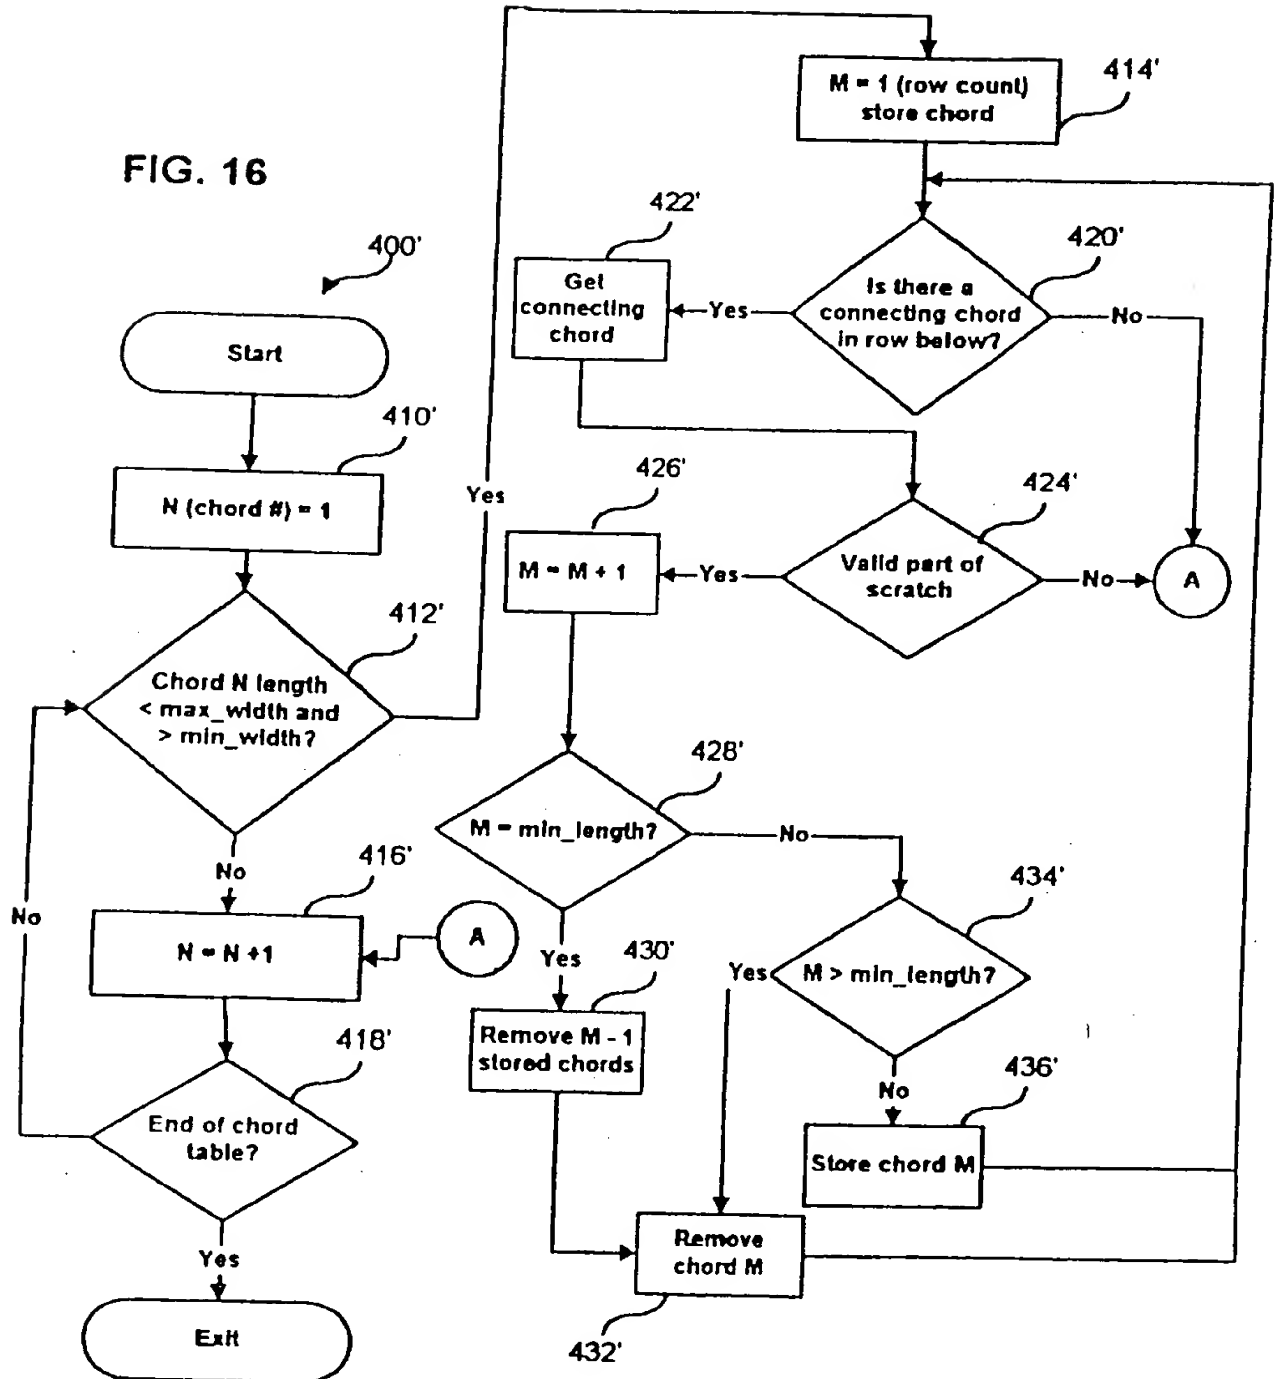 FIG. 16
400'
Start
410'
N (chord #) = 1
412'
Chord N length
< max_width and
> min_width?
Yes
No
416'
N = N +1
A
No
418'
End of chord
table?
Yes
Exit
M = 1 (row count)
store chord
414'
420'
Is there a
connecting chord
in row below?
Yes
No
422'
Get
connecting
chord
424'
Valid part of
scratch
Yes
No
A
426'
M = M + 1
428'
M = min_length?
No
Yes
430'
Remove M - 1
stored chords
434'
M > min_length?
Yes
No
436'
Store chord M
Remove
chord M
432'